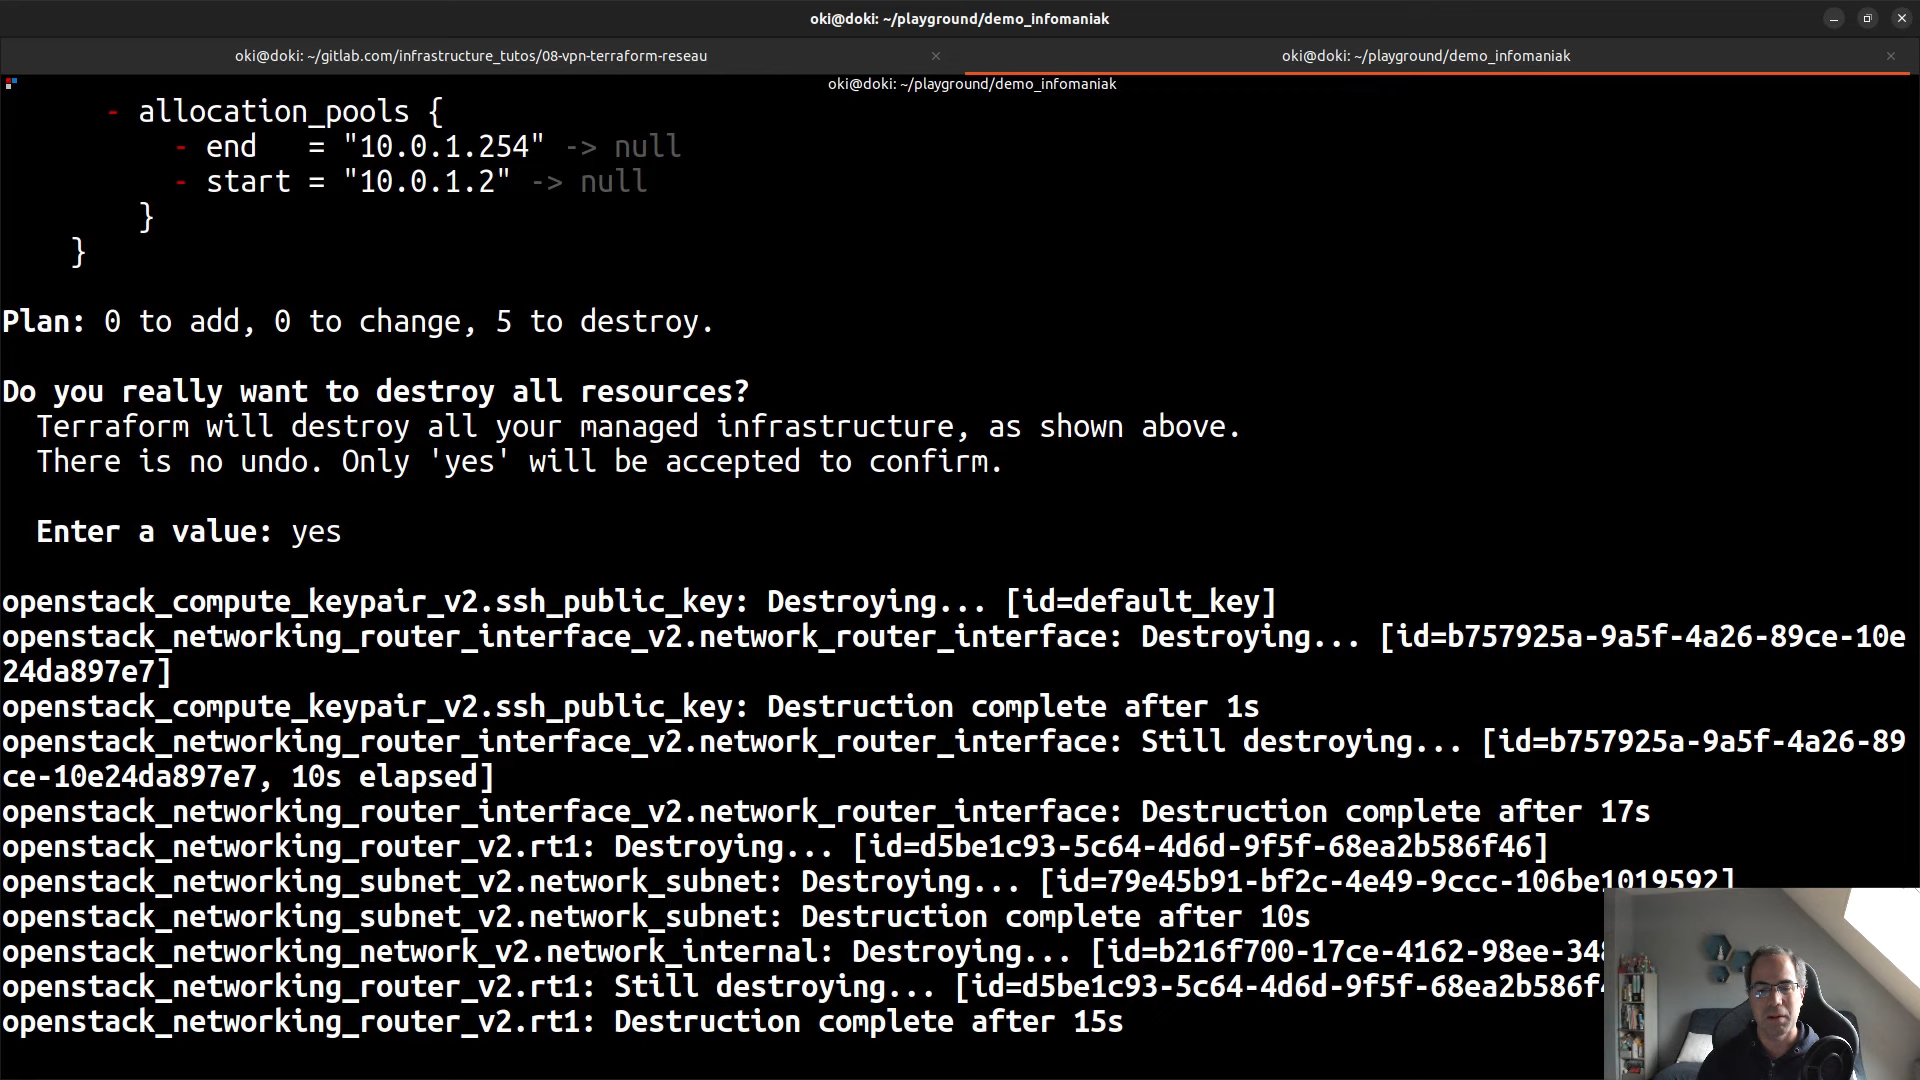 oki@doki: ~/playground/demo_infomaniak
oki@doki: ~/gitlab.com/infrastructure_tutos/08-vpn-terraform-reseau
oki@doki: ~/playground/demo_infomaniak
oki@doki: ~/playground/demo_infomaniak
- allocation_pools {
- end   = "10.0.1.254" -> null
- start = "10.0.1.2" -> null
}
}
Plan: 0 to add, 0 to change, 5 to destroy.
Do you really want to destroy all resources?
Terraform will destroy all your managed infrastructure, as shown above.
There is no undo. Only 'yes' will be accepted to confirm.
Enter a value: yes
openstack_compute_keypair_v2.ssh_public_key: Destroying... [id=default_key]
openstack_networking_router_interface_v2.network_router_interface: Destroying... [id=b757925a-9a5f-4a26-89ce-10e
24da897e7]
openstack_compute_keypair_v2.ssh_public_key: Destruction complete after 1s
openstack_networking_router_interface_v2.network_router_interface: Still destroying... [id=b757925a-9a5f-4a26-89
ce-10e24da897e7, 10s elapsed]
openstack_networking_router_interface_v2.network_router_interface: Destruction complete after 17s
openstack_networking_router_v2.rt1: Destroying... [id=d5be1c93-5c64-4d6d-9f5f-68ea2b586f46]
openstack_networking_subnet_v2.network_subnet: Destroying... [id=79e45b91-bf2c-4e49-9ccc-106be1019592]
openstack_networking_subnet_v2.network_subnet: Destruction complete after 10s
openstack_networking_network_v2.network_internal: Destroying... [id=b216f700-17ce-4162-98ee-348
openstack_networking_router_v2.rt1: Still destroying... [id=d5be1c93-5c64-4d6d-9f5f-68ea2b586f4
openstack_networking_router_v2.rt1: Destruction complete after 15s